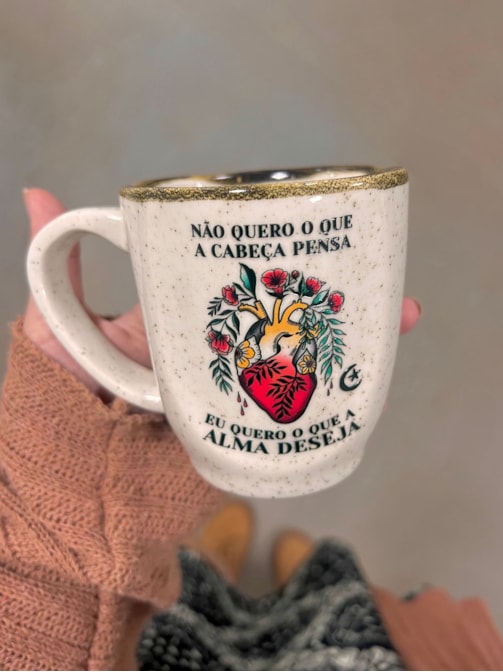 NÃO QUERO O QUE
A CABEÇA PENSA
EU QUERO O QUE A
ALMA DESEJA